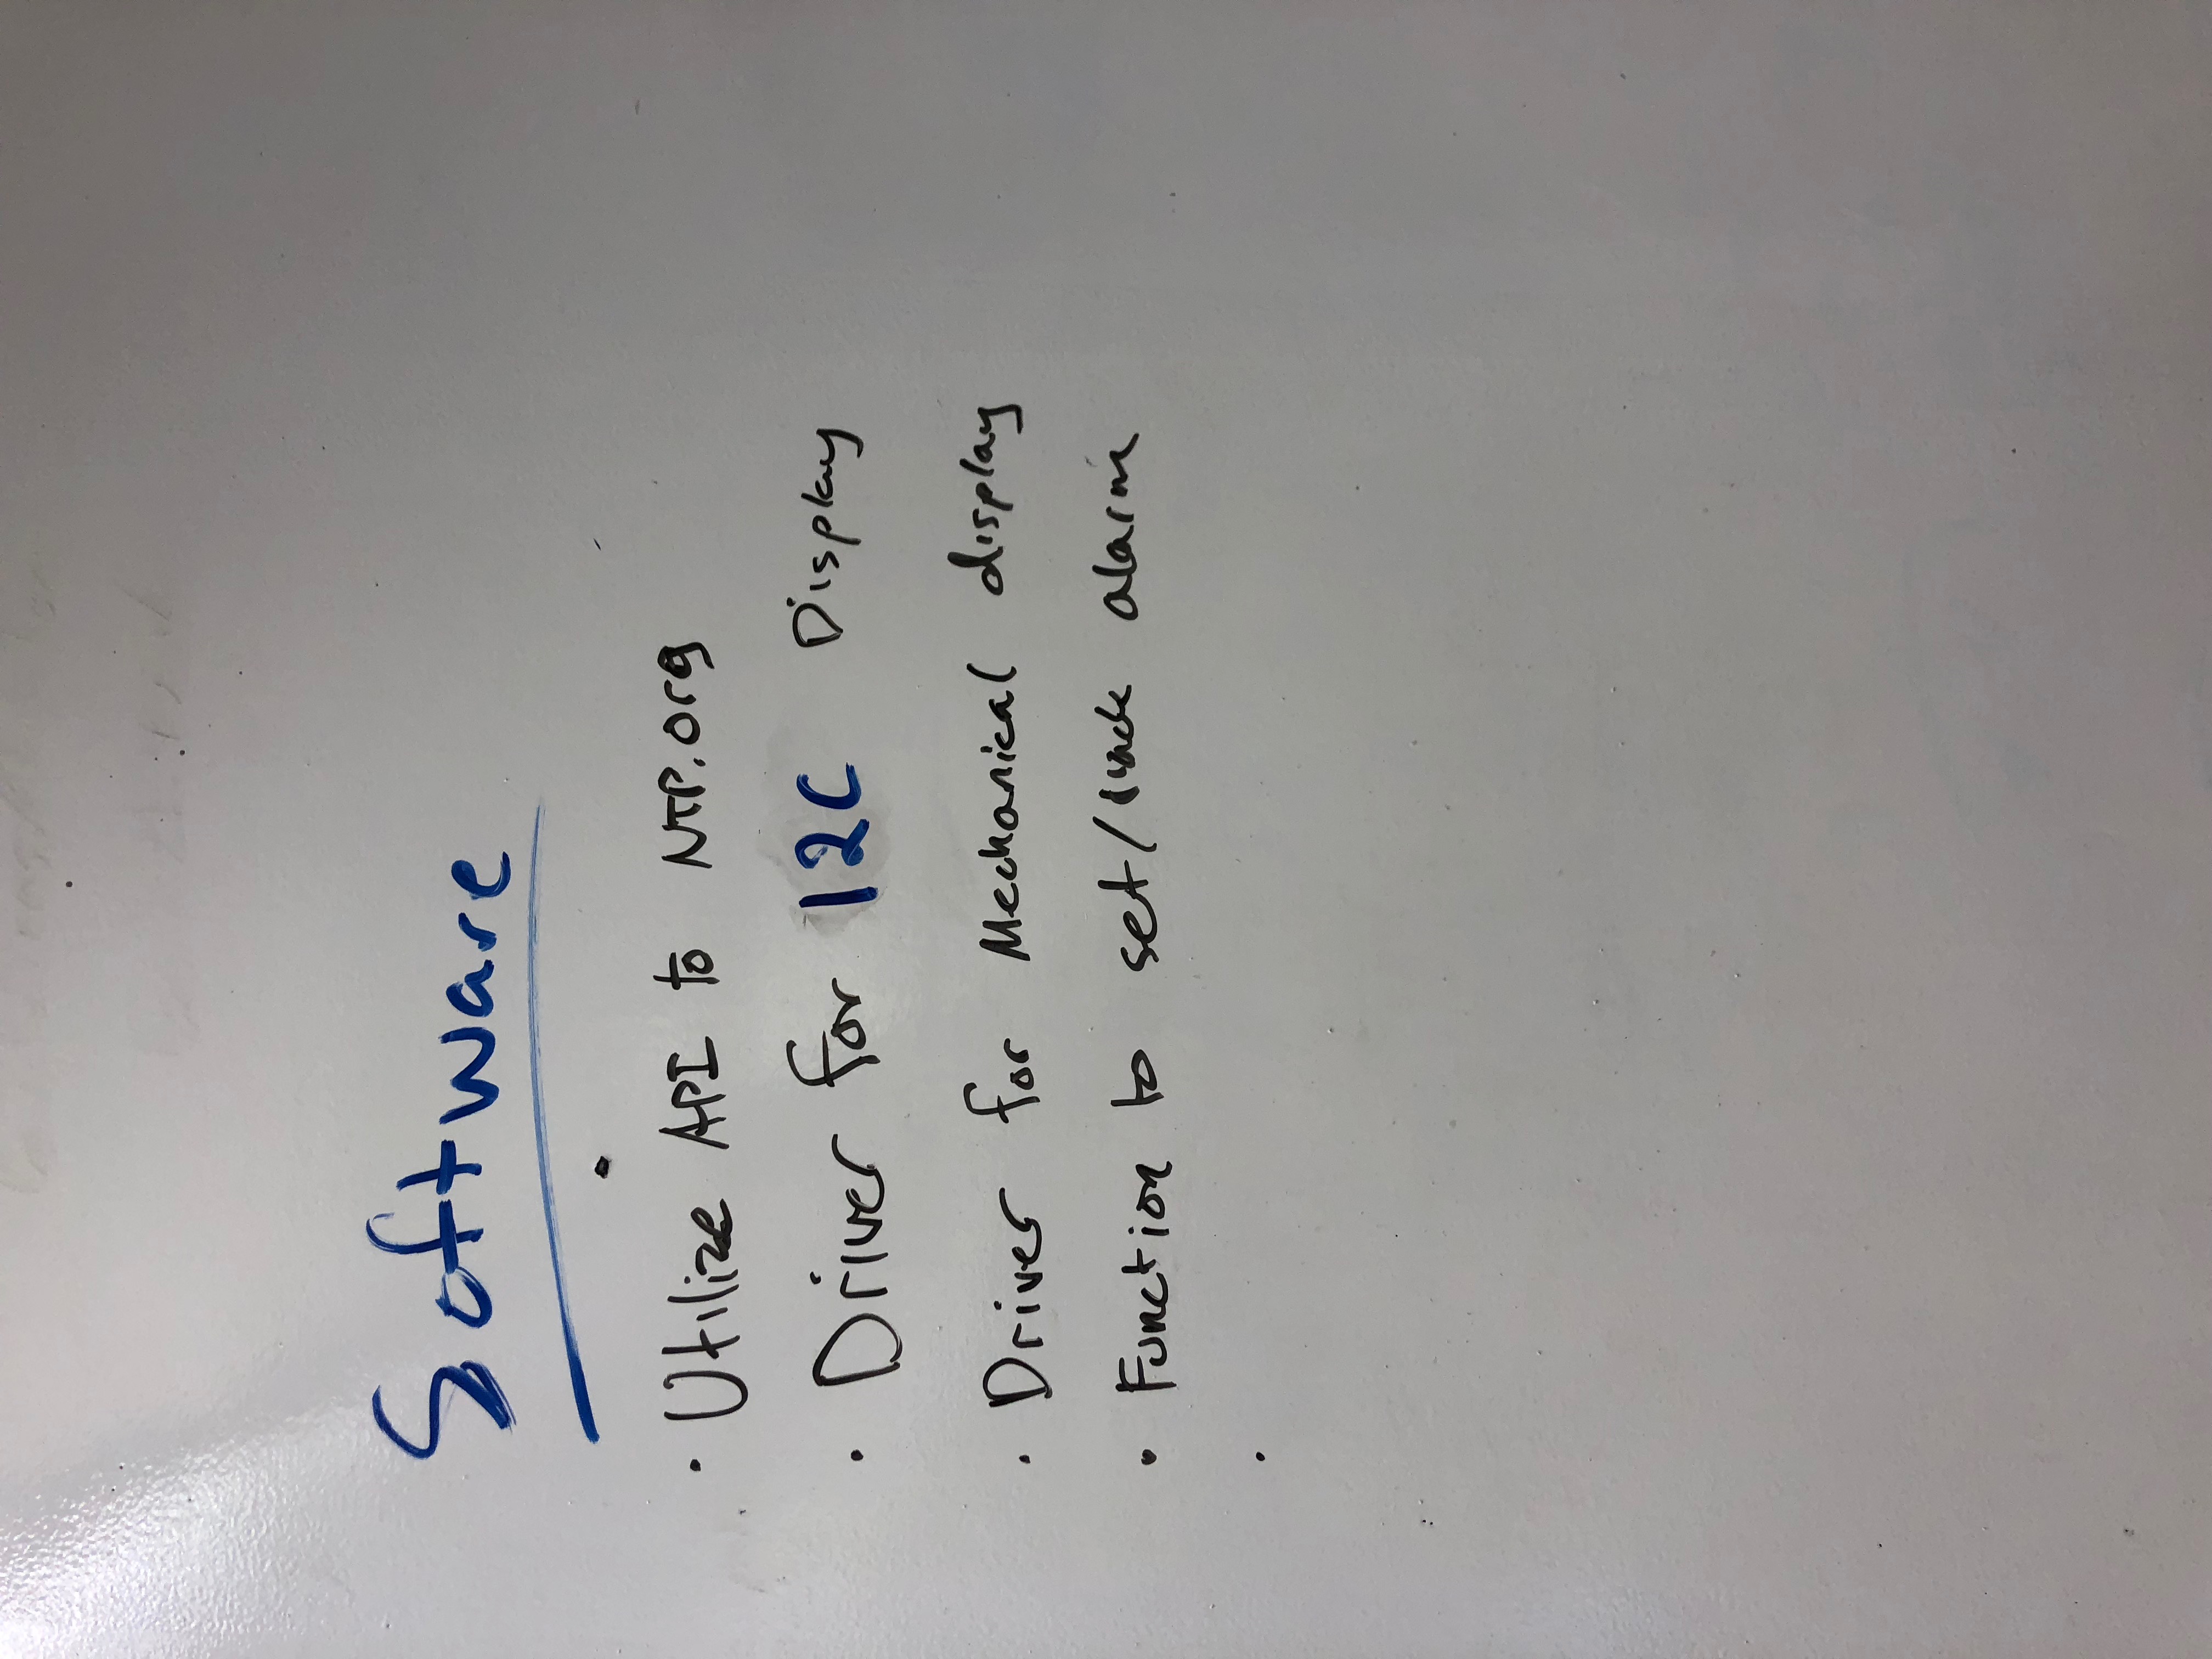 Software
· Utilize API to NTP.org
· Driver for I2C Display
· Driver for Mechanical display
· Function to set/track alarm
·